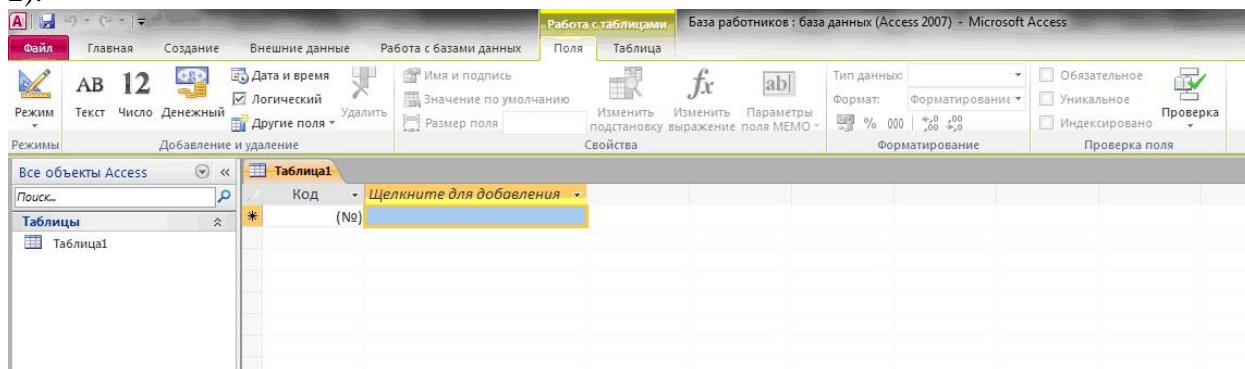 Работа с таблицами База работников : база данных (Access 2007) - Microsoft Access
Файл Главная Создание Внешние данные Работа с базами данных Поля Таблица
Режим
AB Текст
12 Число
Денежный
Дата и время
Логический
Другие поля
Удалить
Имя и подпись
Значение по умолчанию
Размер поля
Изменить подстановку
fx Изменить выражение
ab Параметры поля MEMO
Тип данных:
Формат: Форматирование
% 000 ,0 ,00 ,00 ,0
Обязательное
Уникальное
Индексировано
Проверка
Режимы Добавление и удаление Свойства Форматирование Проверка поля
Все объекты Access «
Поиск...
Таблицы
Таблица1
Таблица1
Код Щелкните для добавления
* (№)